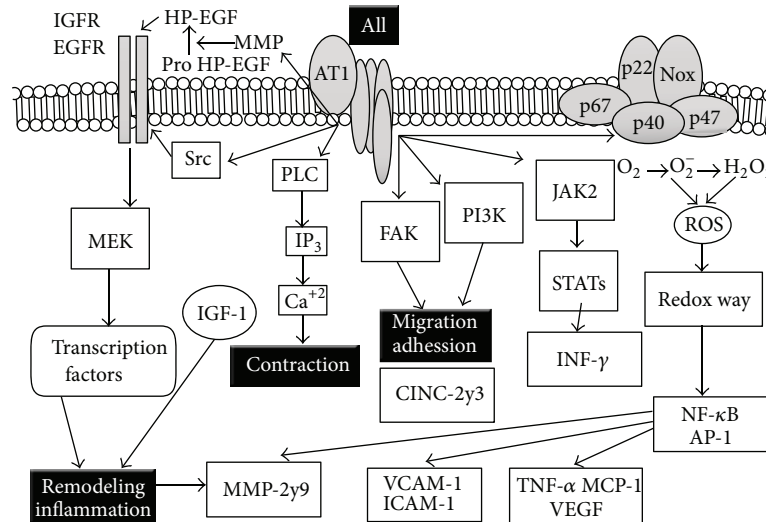 IGFR
EGFR
HP-EGF
MMP
Pro HP-EGF
AT1
All
p22
Nox
p67
p40
p47
Src
PLC
IP3
Ca+2
Contraction
FAK
PI3K
JAK2
STATs
INF-γ
O2
O2−
H2O
ROS
Redox way
MEK
IGF-1
Transcription
factors
Migration
adhession
CINC-2y3
NF-κB
AP-1
Remodeling
inflammation
MMP-2y9
VCAM-1
ICAM-1
TNF-α MCP-1
VEGF